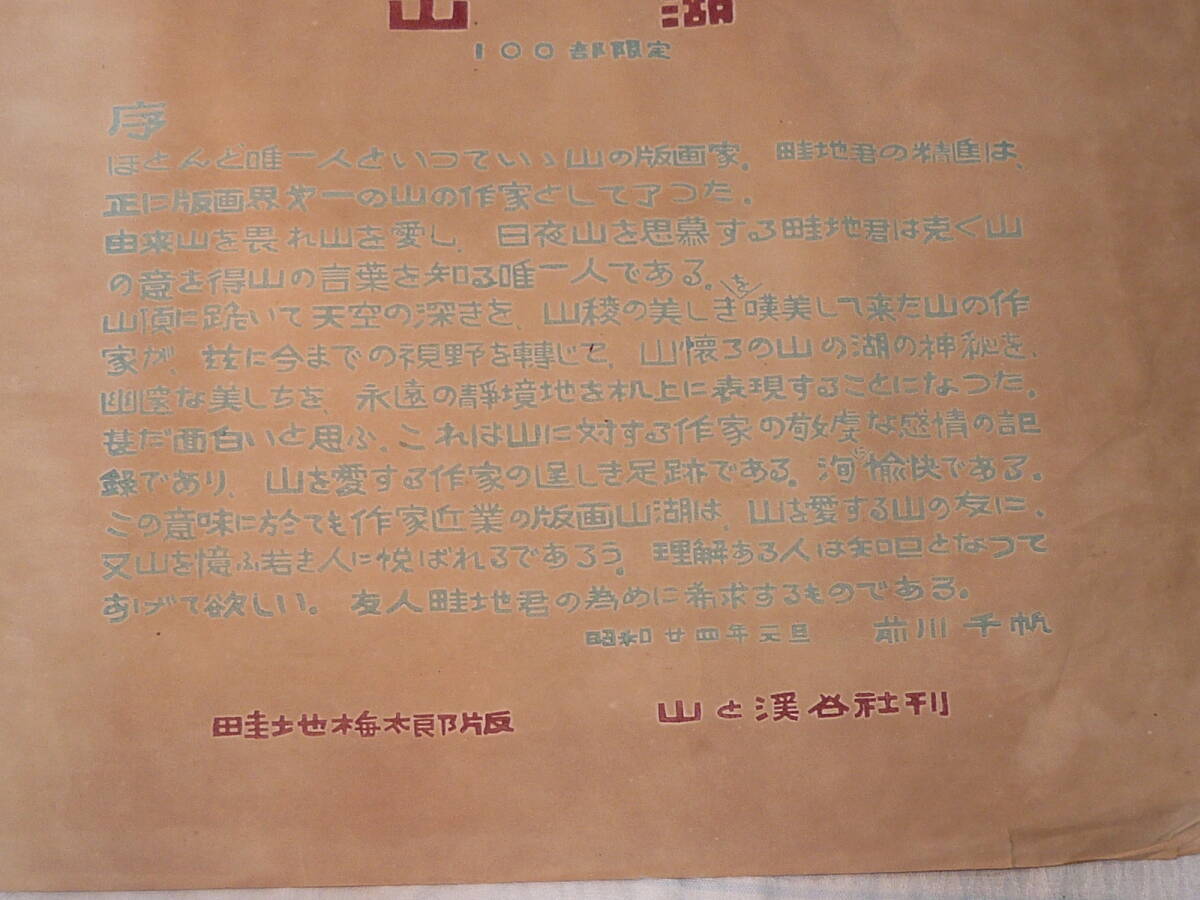 山 湖
100部限定
序
ほとんど唯一人といつていゝ山の版画家。畦地君の精進は、
正に版画界第一の山の作家として了つた。
由来山を畏れ山を愛し、日夜山を思慕する畦地君は克く山
の意を得山の言葉を知る唯一人である。
山頂に跪いて天空の深きを、山稜の美しきを嘆美して来た山の作
家が、玆に今までの視野を轉じて、山懐ろの山の湖の神秘を、
幽邃な美しちを、永遠の靜境地を机上に表現することになつた。
甚だ面白いと思ふ。これは山に対する作家の敬虔な感情の記
錄であり、山を愛する作家の逞しき足跡である。洵に愉快である。
この意味に於ても作家近業の版画山湖は、山を愛する山の友に、
又山を憶ふ若き人に悦ばれるであろう。理解ある人は知己となつて
あげて欲しい。友人畦地君の為めに希求するものである。
昭和廿四年元旦 前川千帆
畦地梅太郎版 山と渓谷社刊